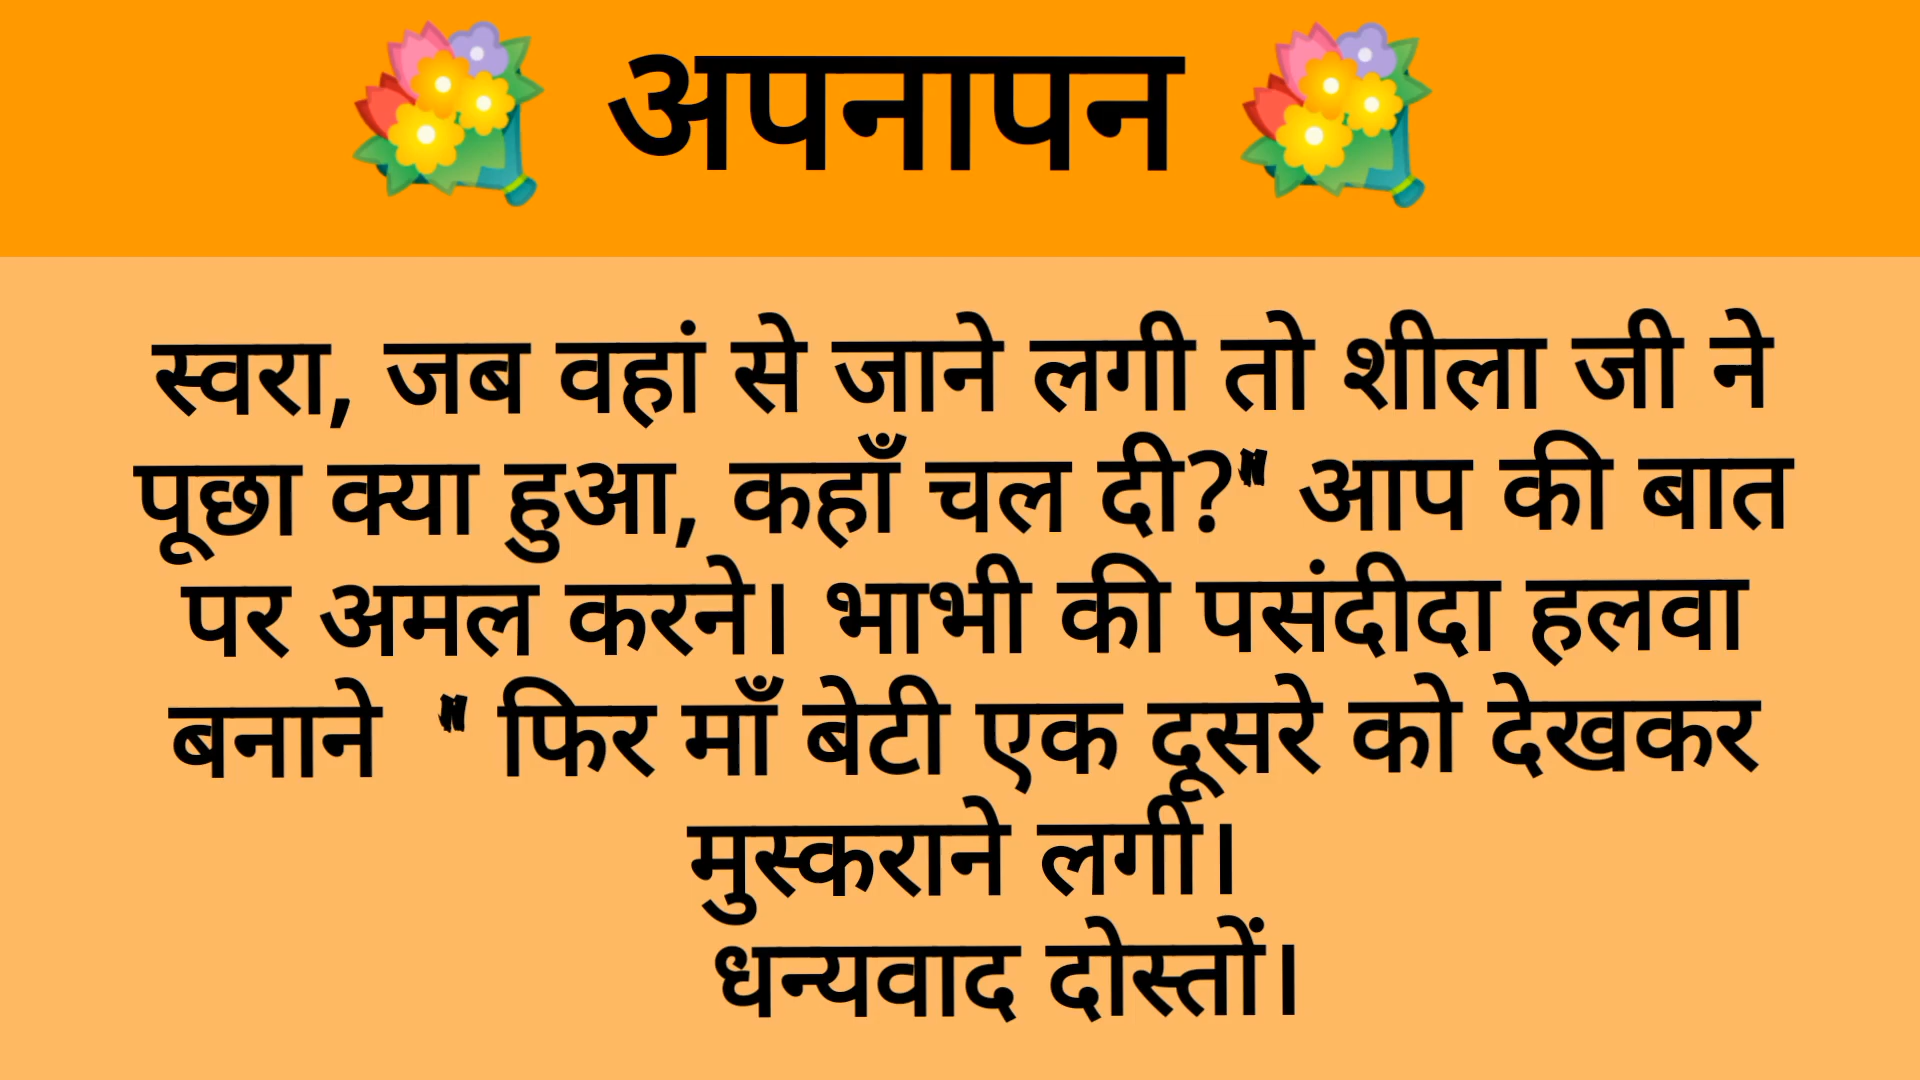 अपनापन
स्वरा, जब वहां से जाने लगी तो शीला जी ने
पूछा क्या हुआ, कहाँ चल दी?" आप की बात
पर अमल करने। भाभी की पसंदीदा हलवा
बनाने " फिर माँ बेटी एक दूसरे को देखकर
मुस्कराने लगी।
धन्यवाद दोस्तों।